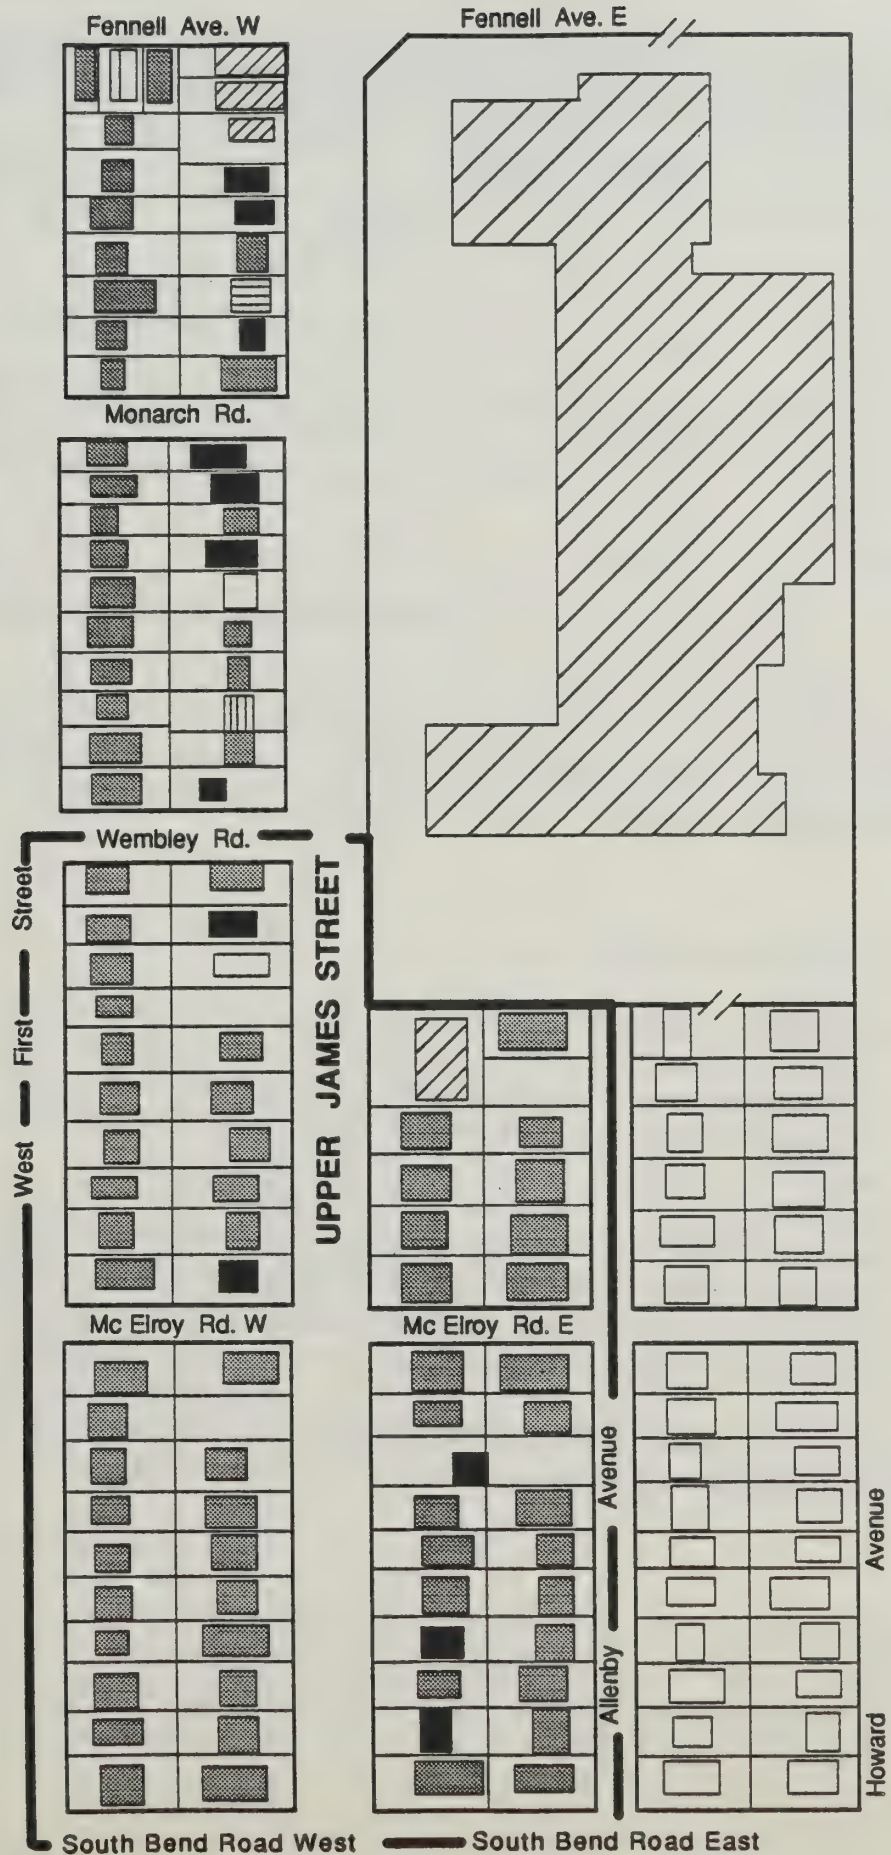 Fennell Ave. W
Fennell Ave. E
Monarch Rd.
Wembley Rd.
West First Street
UPPER JAMES STREET
Mc Elroy Rd. W
Mc Elroy Rd. E
Allenby Avenue
Howard Avenue
South Bend Road West
South Bend Road East